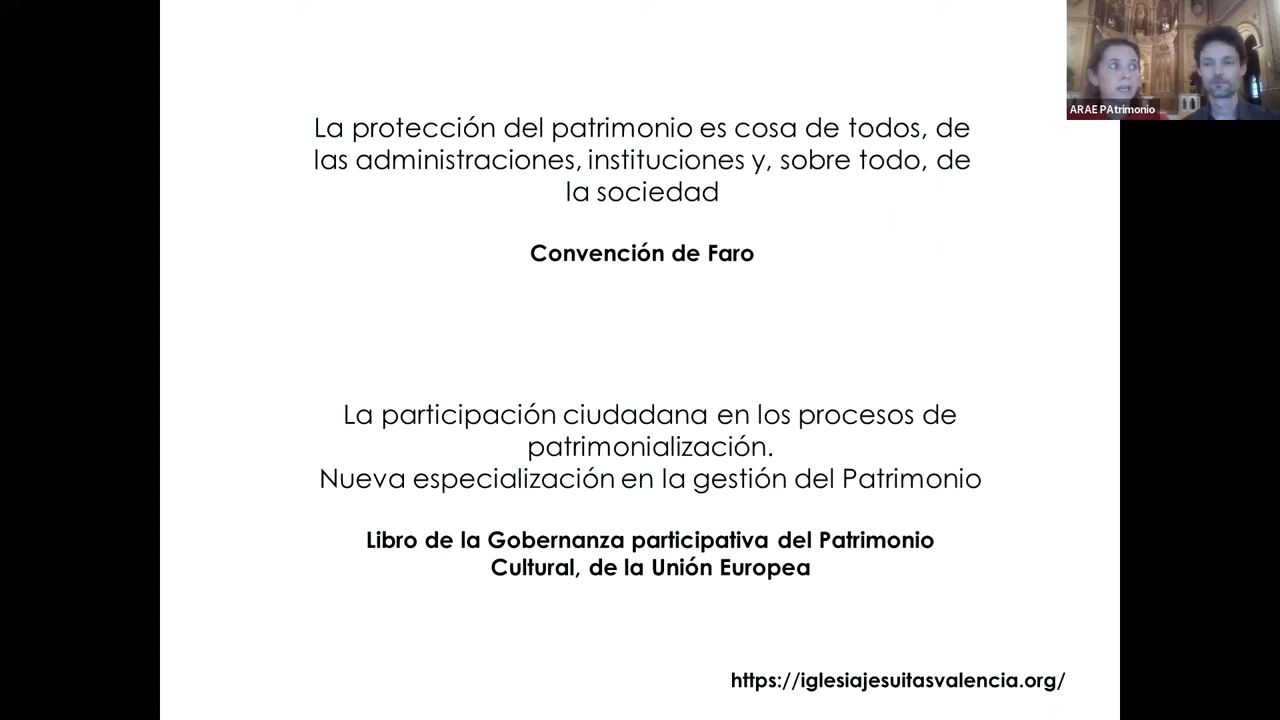 La protección del patrimonio es cosa de todos, de
las administraciones, instituciones y, sobre todo, de
la sociedad
Convención de Faro
La participación ciudadana en los procesos de
patrimonialización.
Nueva especialización en la gestión del Patrimonio
Libro de la Gobernanza participativa del Patrimonio
Cultural, de la Unión Europea
https://iglesiajesuitasvalencia.org/
ARAE PAtrimonio